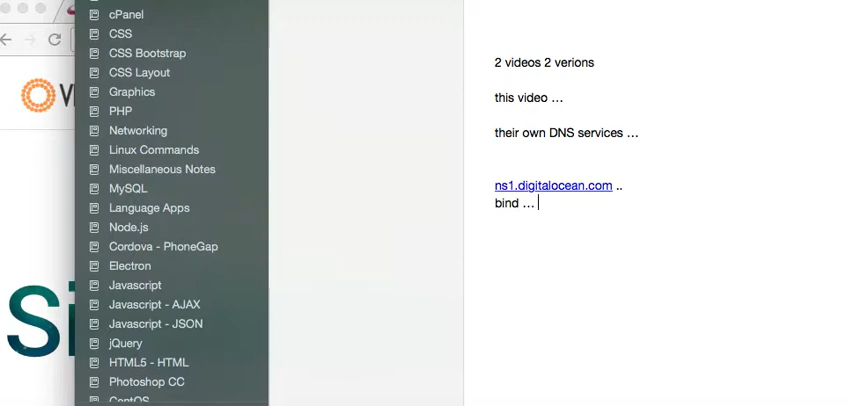 cPanel
CSS
CSS Bootstrap
CSS Layout
Graphics
PHP
Networking
Linux Commands
Miscellaneous Notes
MySQL
Language Apps
Node.js
Cordova - PhoneGap
Electron
Javascript
Javascript - AJAX
Javascript - JSON
jQuery
HTML5 - HTML
Photoshop CC
CentOS
2 videos 2 verions
this video …
their own DNS services …
ns1.digitalocean.com ..
bind …